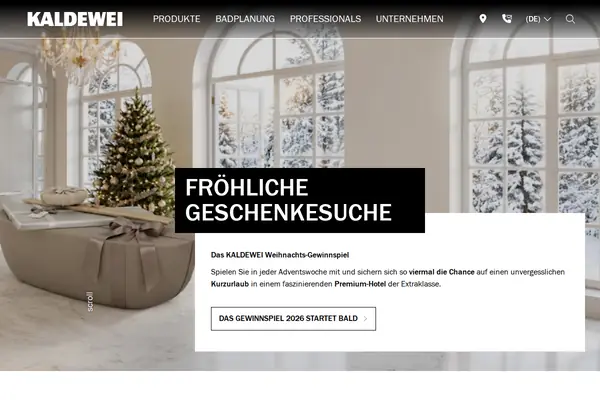 KALDEWEI
PRODUKTE BADPLANUNG PROFESSIONALS UNTERNEHMEN (DE)
FRÖHLICHE
GESCHENKESUCHE
Das KALDEWEI Weihnachts-Gewinnspiel
Spielen Sie in jeder Adventswoche mit und sichern sich so viermal die Chance auf einen unvergesslichen
Kurzurlaub in einem faszinierenden Premium-Hotel der Extraklasse.
DAS GEWINNSPIEL 2026 STARTET BALD
scroll